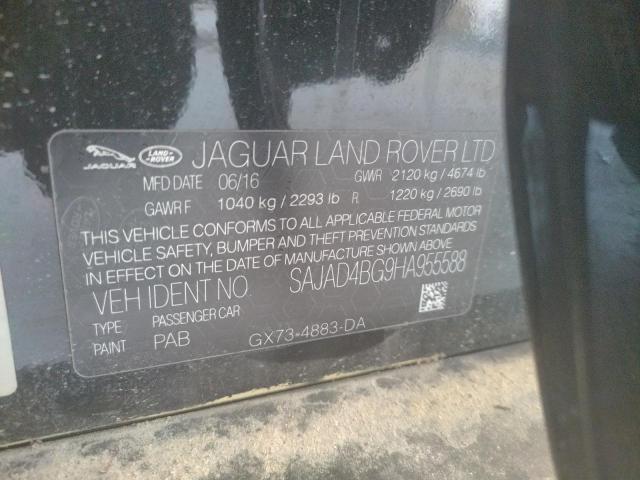 JAGUAR LAND-ROVER JAGUAR LAND ROVER LTD
MFD DATE 06/16 GWR 2120 kg / 4674 lb
GAWR F 1040 kg / 2293 lb R 1220 kg / 2690 lb
THIS VEHICLE CONFORMS TO ALL APPLICABLE FEDERAL MOTOR
VEHICLE SAFETY, BUMPER AND THEFT PREVENTION STANDARDS
IN EFFECT ON THE DATE OF MANUFACTURE SHOWN ABOVE
VEH IDENT NO. SAJAD4BG9HA955588
TYPE PASSENGER CAR
PAINT PAB GX73-4883-DA